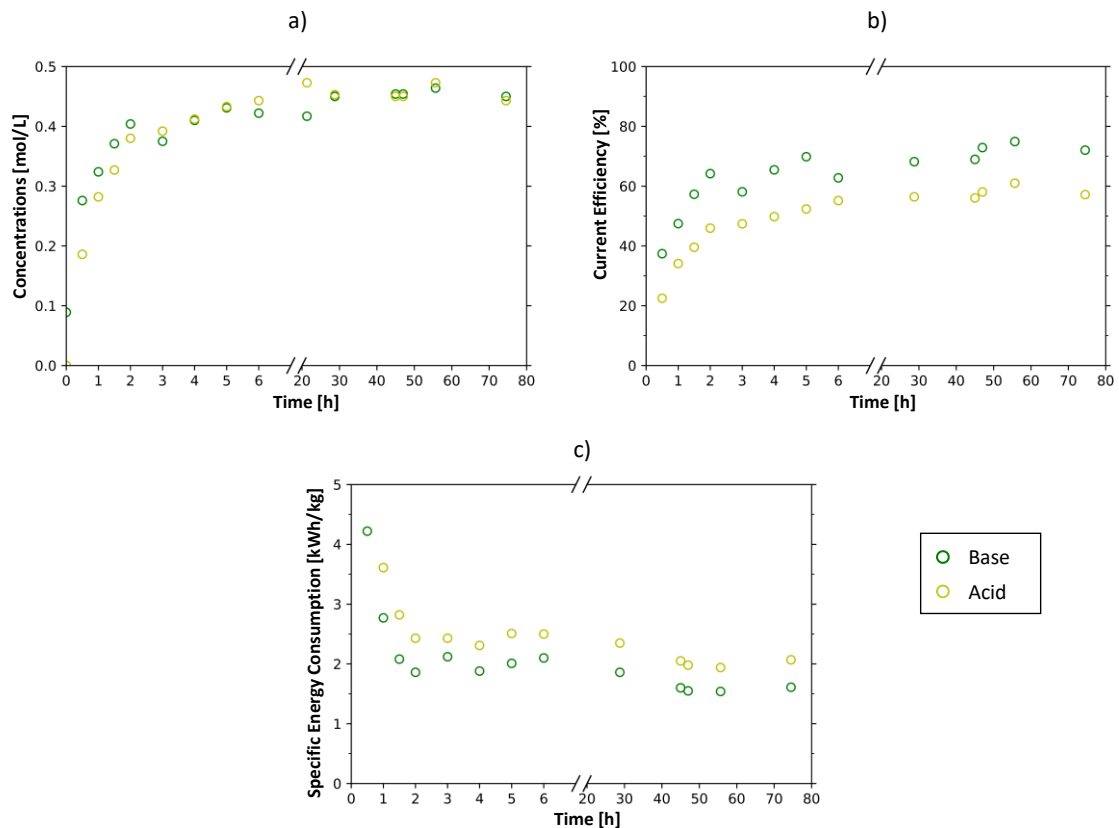 a)
b)
0.5
0.4
0.3
0.2
0.1
0.0
Concentrations [mol/L]
0 1 2 3 4 5 6 20 30 40 50 60 70 80
Time [h]
100
80
60
40
20
0
Current Efficiency [%]
0 1 2 3 4 5 6 20 30 40 50 60 70 80
Time [h]
c)
5
4
3
2
1
0
Specific Energy Consumption [kWh/kg]
0 1 2 3 4 5 6 20 30 40 50 60 70 80
Time [h]
Base
Acid